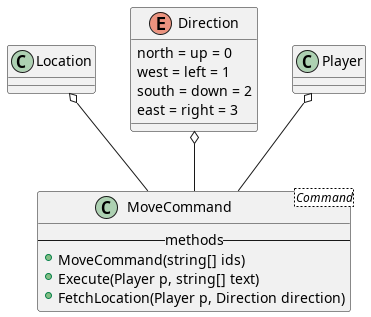 C Location
E Direction
north = up = 0
west = left = 1
south = down = 2
east = right = 3
C Player
C MoveCommand
Command
methods
MoveCommand(string[] ids)
Execute(Player p, string[] text)
FetchLocation(Player p, Direction direction)